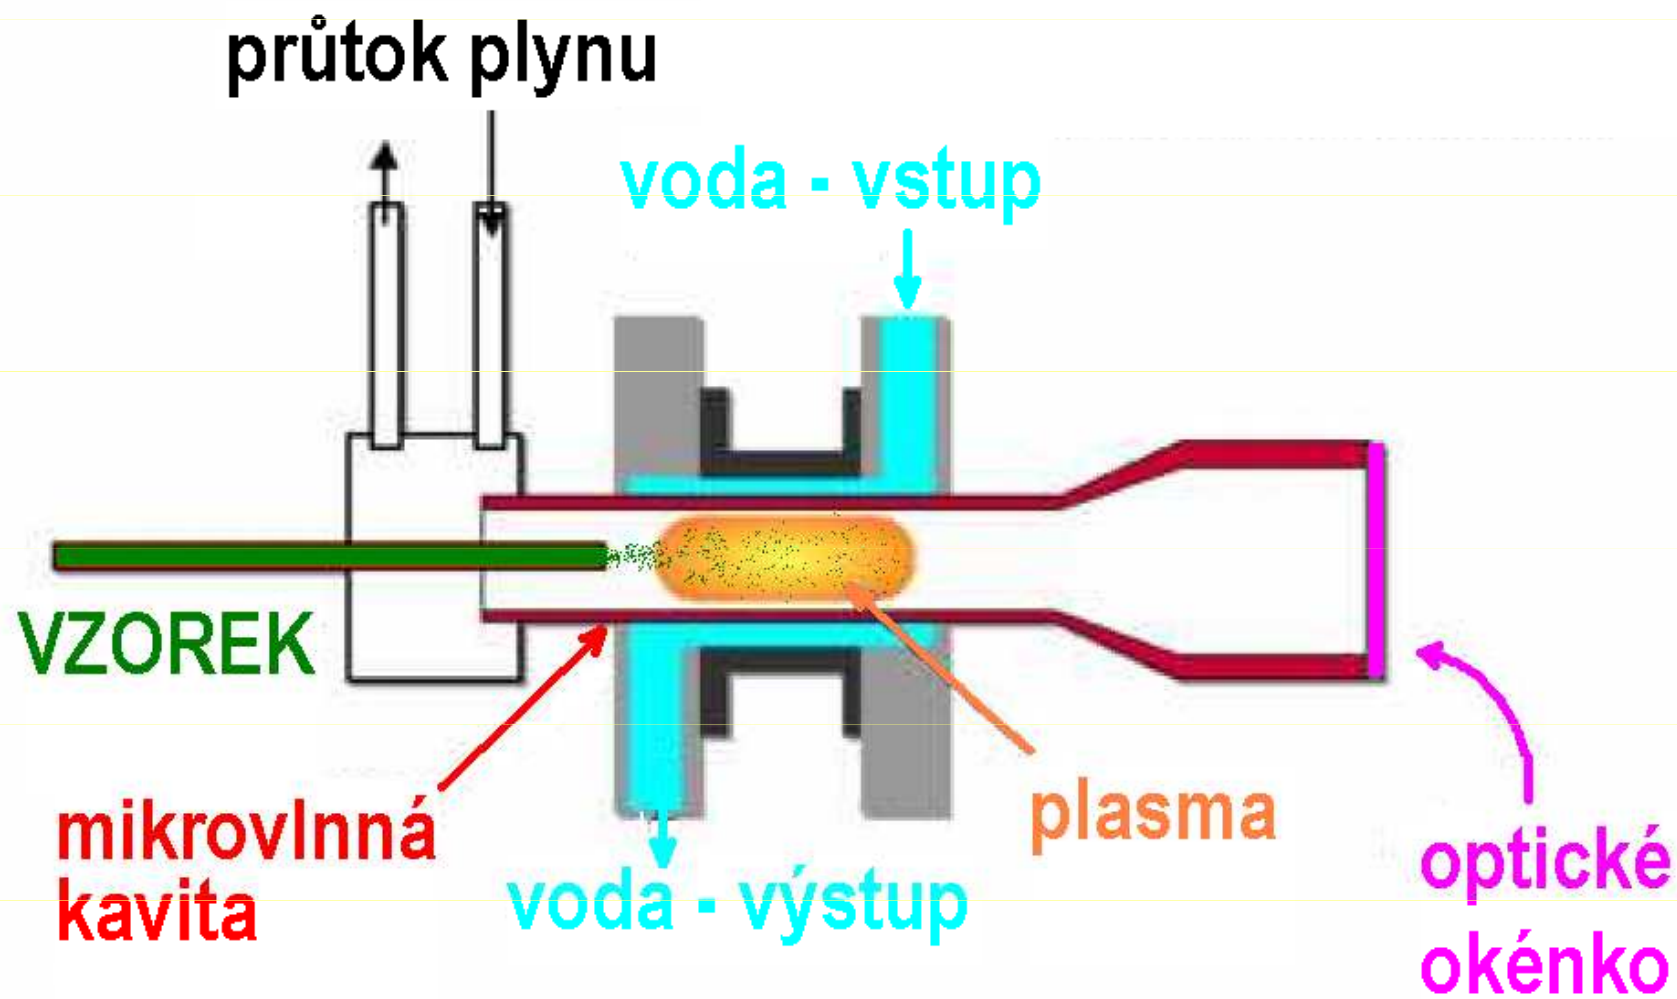 průtok plynu
voda - vstup
VZOREK
mikrovlnná
kavita
voda - výstup
plasma
optické
okénko